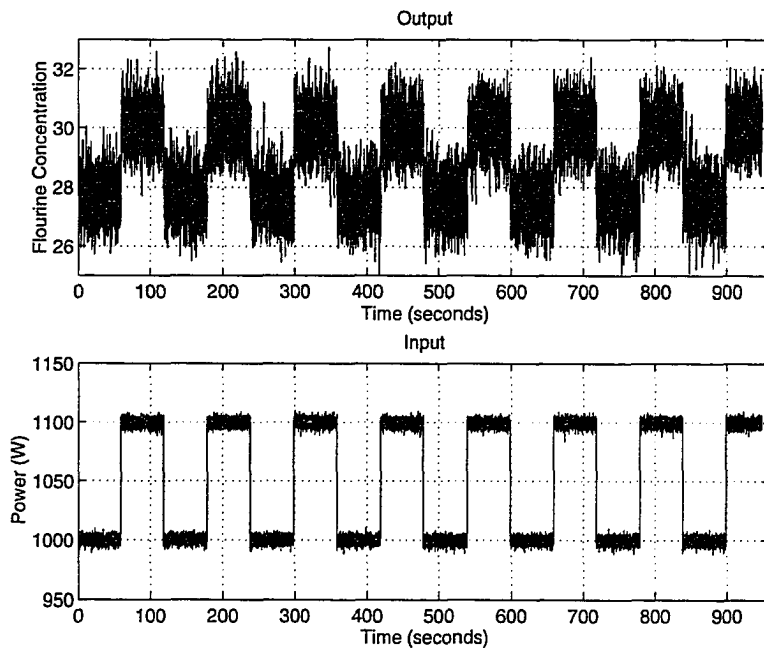 Output
Flourine Concentration
32
30
28
26
0 100 200 300 400 500 600 700 800 900
Time (seconds)
Input
Power (W)
1150
1100
1050
1000
950
0 100 200 300 400 500 600 700 800 900
Time (seconds)